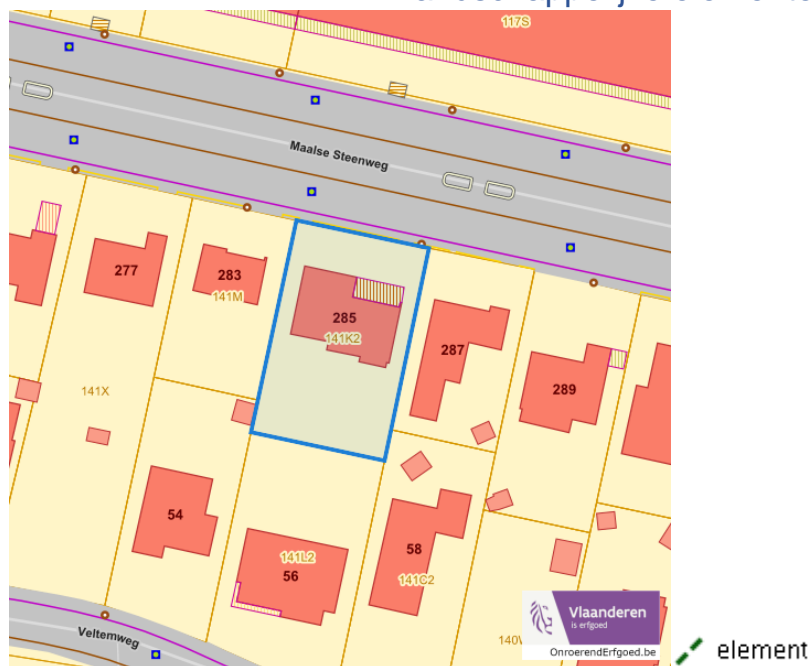 117S
Maalse Steenweg
277
283
141M
285
141K2
287
289
141X
54
141L2
56
58
141C2
Veltemweg
Vlaanderen
is erfgoed
OnroerendErfgoed.be
element